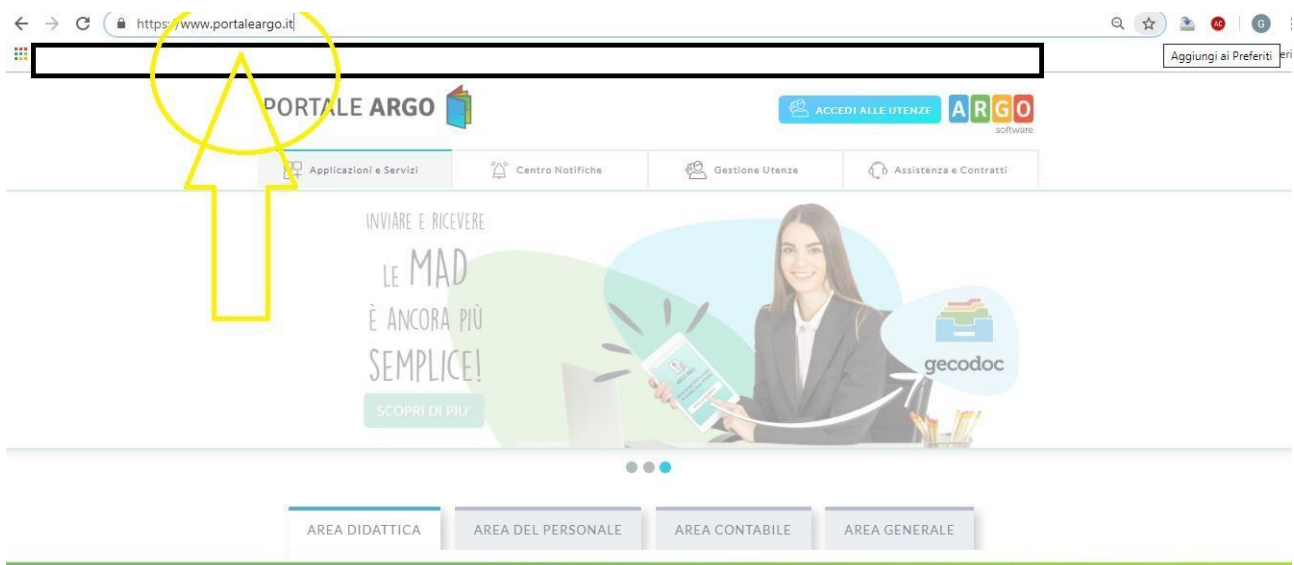 https://www.portaleargo.it
Aggiungi ai Preferiti
PORTALE ARGO
ACCEDI ALLE UTENZE
ARGO
software
Applicazioni e Servizi
Centro Notifiche
Gestione Utenze
Assistenza e Contratti
INVIARE E RICEVERE
LE MAD
È ANCORA PIÙ
SEMPLICE!
SCOPRI DI PIU'
gecodoc
AREA DIDATTICA
AREA DEL PERSONALE
AREA CONTABILE
AREA GENERALE